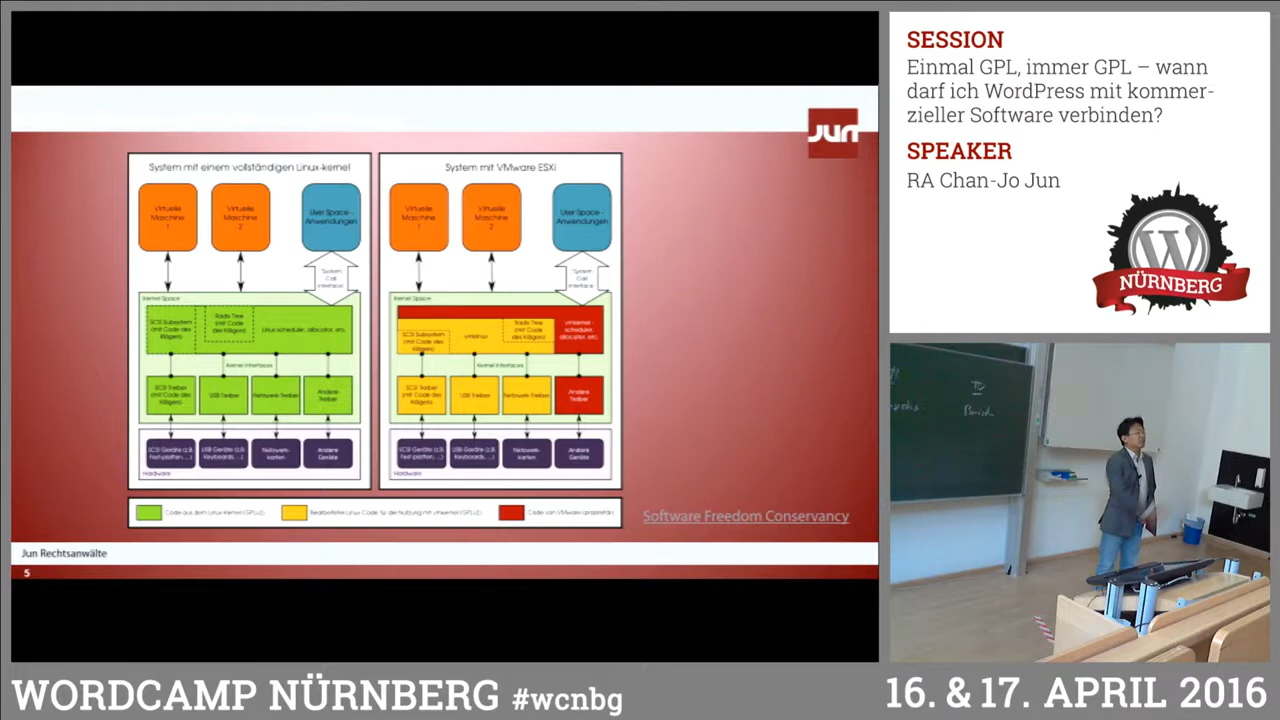 Jun
System mit einem vollständigen Linux-kernel
System mit VMware ESXi
Virtuelle
Maschine
1
Virtuelle
Maschine
2
User Space -
Anwendungen
Virtuelle
Maschine
1
Virtuelle
Maschine
2
User Space -
Anwendungen
System
Call
Interface
System
Call
Interface
Kernel Space
Kernel Space
SCSI Subsystem
(mit Code des
Klägers)
Radix Tree
(mit Code
des Klägers)
Linux scheduler, allocator, etc.
SCSI Subsystem
(mit Code des
Klägers)
vmklinux
Radix Tree
(mit Code
des Klägers)
vmkernel -
scheduler,
allocator, etc.
Kernel Interfaces
Kernel Interfaces
SCSI Treiber
(mit Code des
Klägers)
USB Treiber
Netzwerk-Treiber
Andere
Treiber
SCSI Treiber
(mit Code des
Klägers)
USB Treiber
Netzwerk-Treiber
Andere
Treiber
SCSI Geräte (z.B.
Festplatten, ...)
USB Geräte (z.B.
Keyboards, ...)
Netzwerk-
karten
Andere
Geräte
SCSI Geräte (z.B.
Festplatten, ...)
USB Geräte (z.B.
Keyboards, ...)
Netzwerk-
karten
Andere
Geräte
Hardware
Hardware
Code aus dem Linux-Kernel (GPLv2)
Bearbeiteter Linux-Code für die Nutzung mit vmkernel (GPLv2)
Code von VMware (proprietär)
Software Freedom Conservancy
Jun Rechtsanwälte
5
SESSION
Einmal GPL, immer GPL – wann
darf ich WordPress mit kommer-
zieller Software verbinden?
SPEAKER
RA Chan-Jo Jun
W
NÜRNBERG
WORDCAMP NÜRNBERG #wcnbg
16. & 17. APRIL 2016